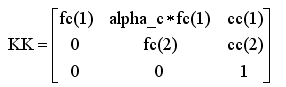 fc(1) alpha_c*fc(1) cc(1)
KK = 0 fc(2) cc(2)
0 0 1